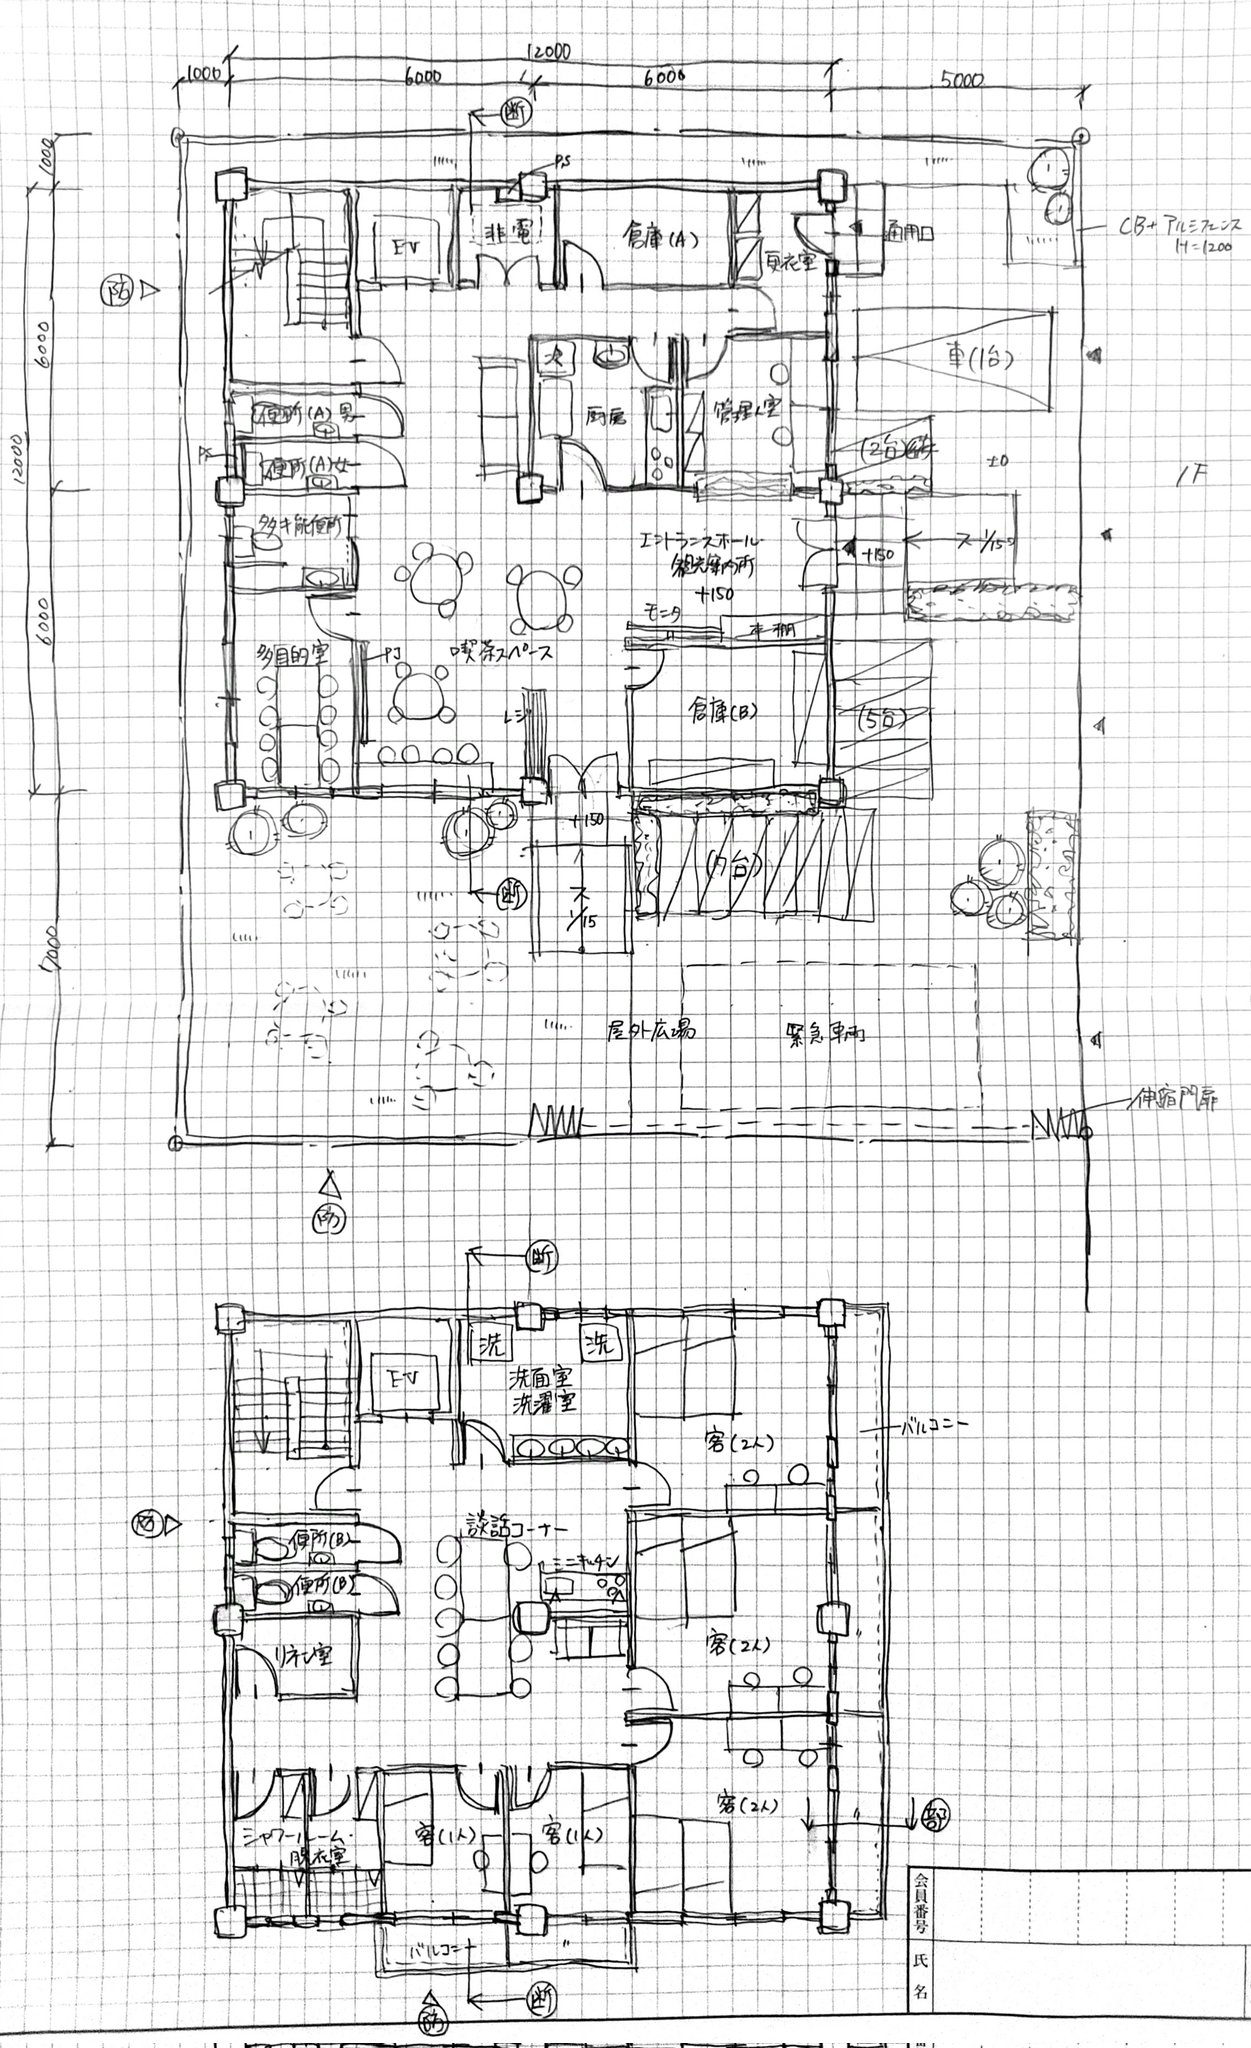 12000
1000
6000
6000
5000
断
PS
1000
EV
非電
倉庫(A)
更衣室
通用口
CB+アルミフェンス
H=1200
防
6000
車(1台)
冷
厨房
管理人室
便所(A)男
便所(A)女
PS
(2台)
±0
1F
12000
多キ能便所
エントランスホール
観光案内所
+150
+150
ス 1/15
6000
モニタ
本棚
多目的室
PJ
喫茶スペース
レジ
倉庫(B)
(5台)
+150
(7台)
断
ス
1/15
7000
屋外広場
緊急車両
伸縮門扉
防
断
洗
洗
EV
洗面室
洗濯室
客(2人)
バルコニー
防
談話コーナー
便所(B)
ミニキッチン
便所(B)
リネン室
客(2人)
〃
シャワールーム・
脱衣室
客(1人)
客(1人)
客(2人)
〃
部
バルコニー
〃
防
断
会員番号
氏名